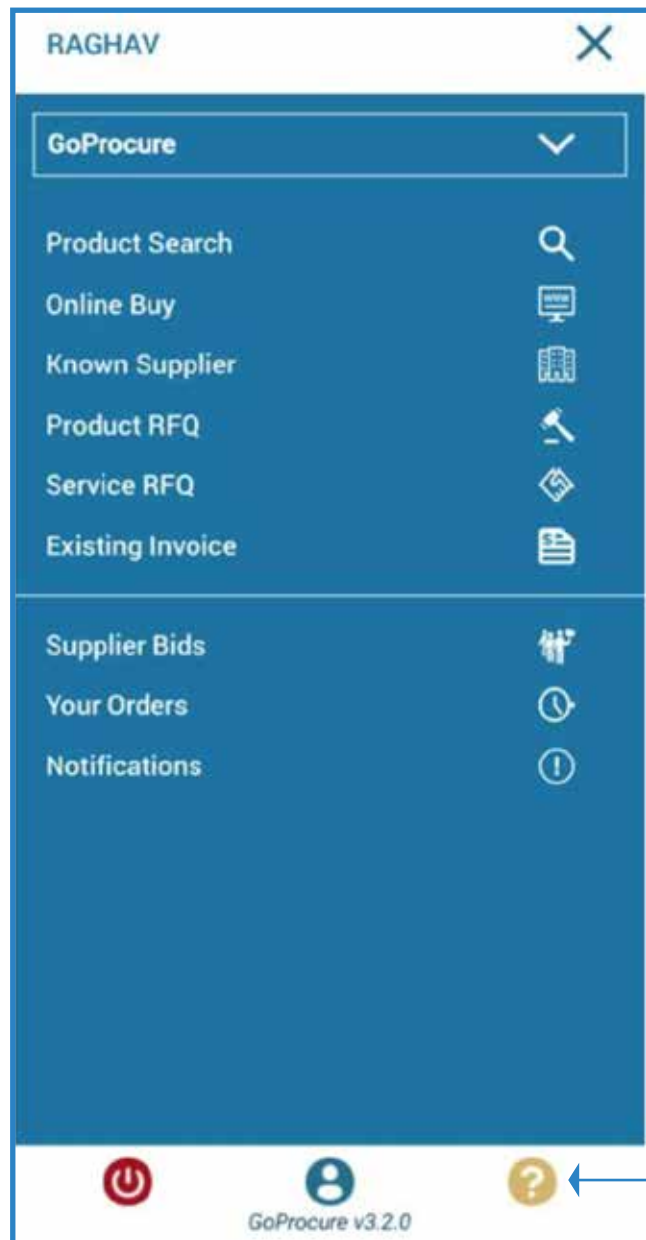 RAGHAV
GoProcure
Product Search
Online Buy
Known Supplier
Product RFQ
Service RFQ
Existing Invoice
Supplier Bids
Your Orders
Notifications
GoProcure v3.2.0